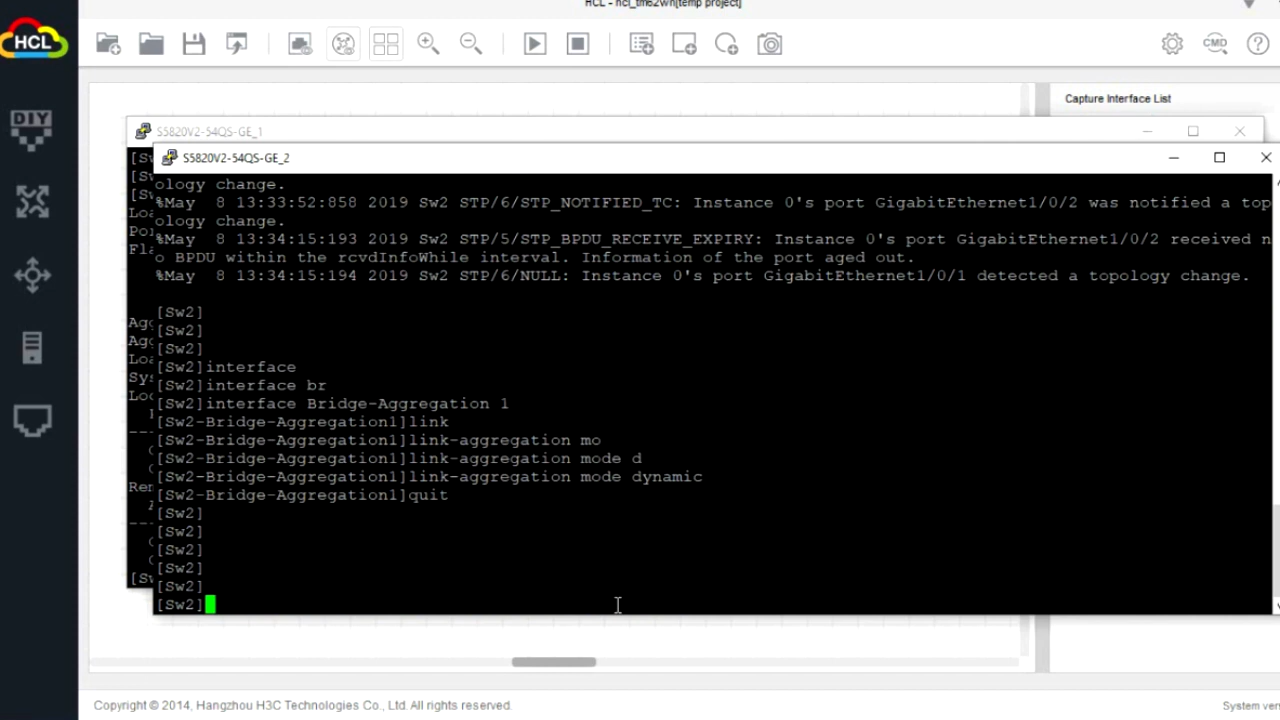 HCL - hcl_tm62wh[temp project]
HCL
CMD
DIY
Capture Interface List
S5820V2-54QS-GE_1
S5820V2-54QS-GE_2
ology change.
%May  8 13:33:52:858 2019 Sw2 STP/6/STP_NOTIFIED_TC: Instance 0's port GigabitEthernet1/0/2 was notified a top
ology change.
%May  8 13:34:15:193 2019 Sw2 STP/5/STP_BPDU_RECEIVE_EXPIRY: Instance 0's port GigabitEthernet1/0/2 received n
o BPDU within the rcvdInfoWhile interval. Information of the port aged out.
%May  8 13:34:15:194 2019 Sw2 STP/6/NULL: Instance 0's port GigabitEthernet1/0/1 detected a topology change.
[Sw2]
[Sw2]
[Sw2]
[Sw2]interface
[Sw2]interface br
[Sw2]interface Bridge-Aggregation 1
[Sw2-Bridge-Aggregation1]link
[Sw2-Bridge-Aggregation1]link-aggregation mo
[Sw2-Bridge-Aggregation1]link-aggregation mode d
[Sw2-Bridge-Aggregation1]link-aggregation mode dynamic
[Sw2-Bridge-Aggregation1]quit
[Sw2]
[Sw2]
[Sw2]
[Sw2]
[Sw2]
[Sw2]
Copyright © 2014, Hangzhou H3C Technologies Co., Ltd. All rights reserved.
System ver